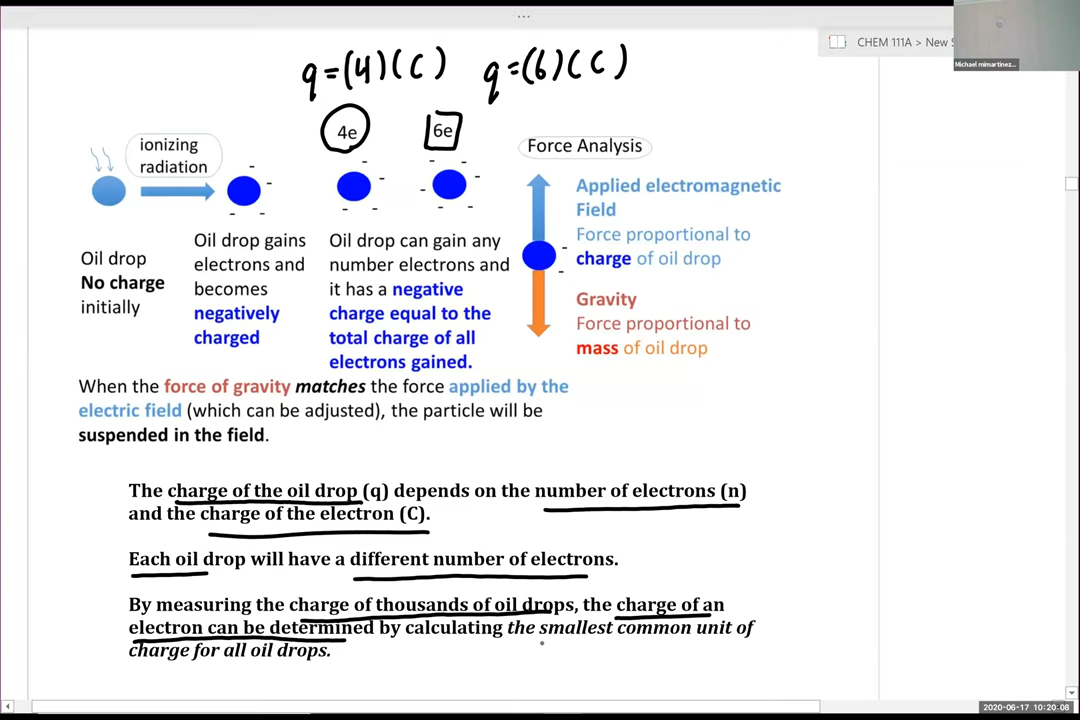 ...
CHEM 111A > New
Michael mimartinez...
q=(4)(C) q=(6)(C)
4e 6e
ionizing
radiation
Oil drop
No charge
initially
Oil drop gains
electrons and
becomes
negatively
charged
Oil drop can gain any
number electrons and
it has a negative
charge equal to the
total charge of all
electrons gained.
Force Analysis
Applied electromagnetic
Field
Force proportional to
charge of oil drop
Gravity
Force proportional to
mass of oil drop
When the force of gravity matches the force applied by the
electric field (which can be adjusted), the particle will be
suspended in the field.
The charge of the oil drop (q) depends on the number of electrons (n)
and the charge of the electron (C).
Each oil drop will have a different number of electrons.
By measuring the charge of thousands of oil drops, the charge of an
electron can be determined by calculating the smallest common unit of
charge for all oil drops.
2020-06-17 10:20:08